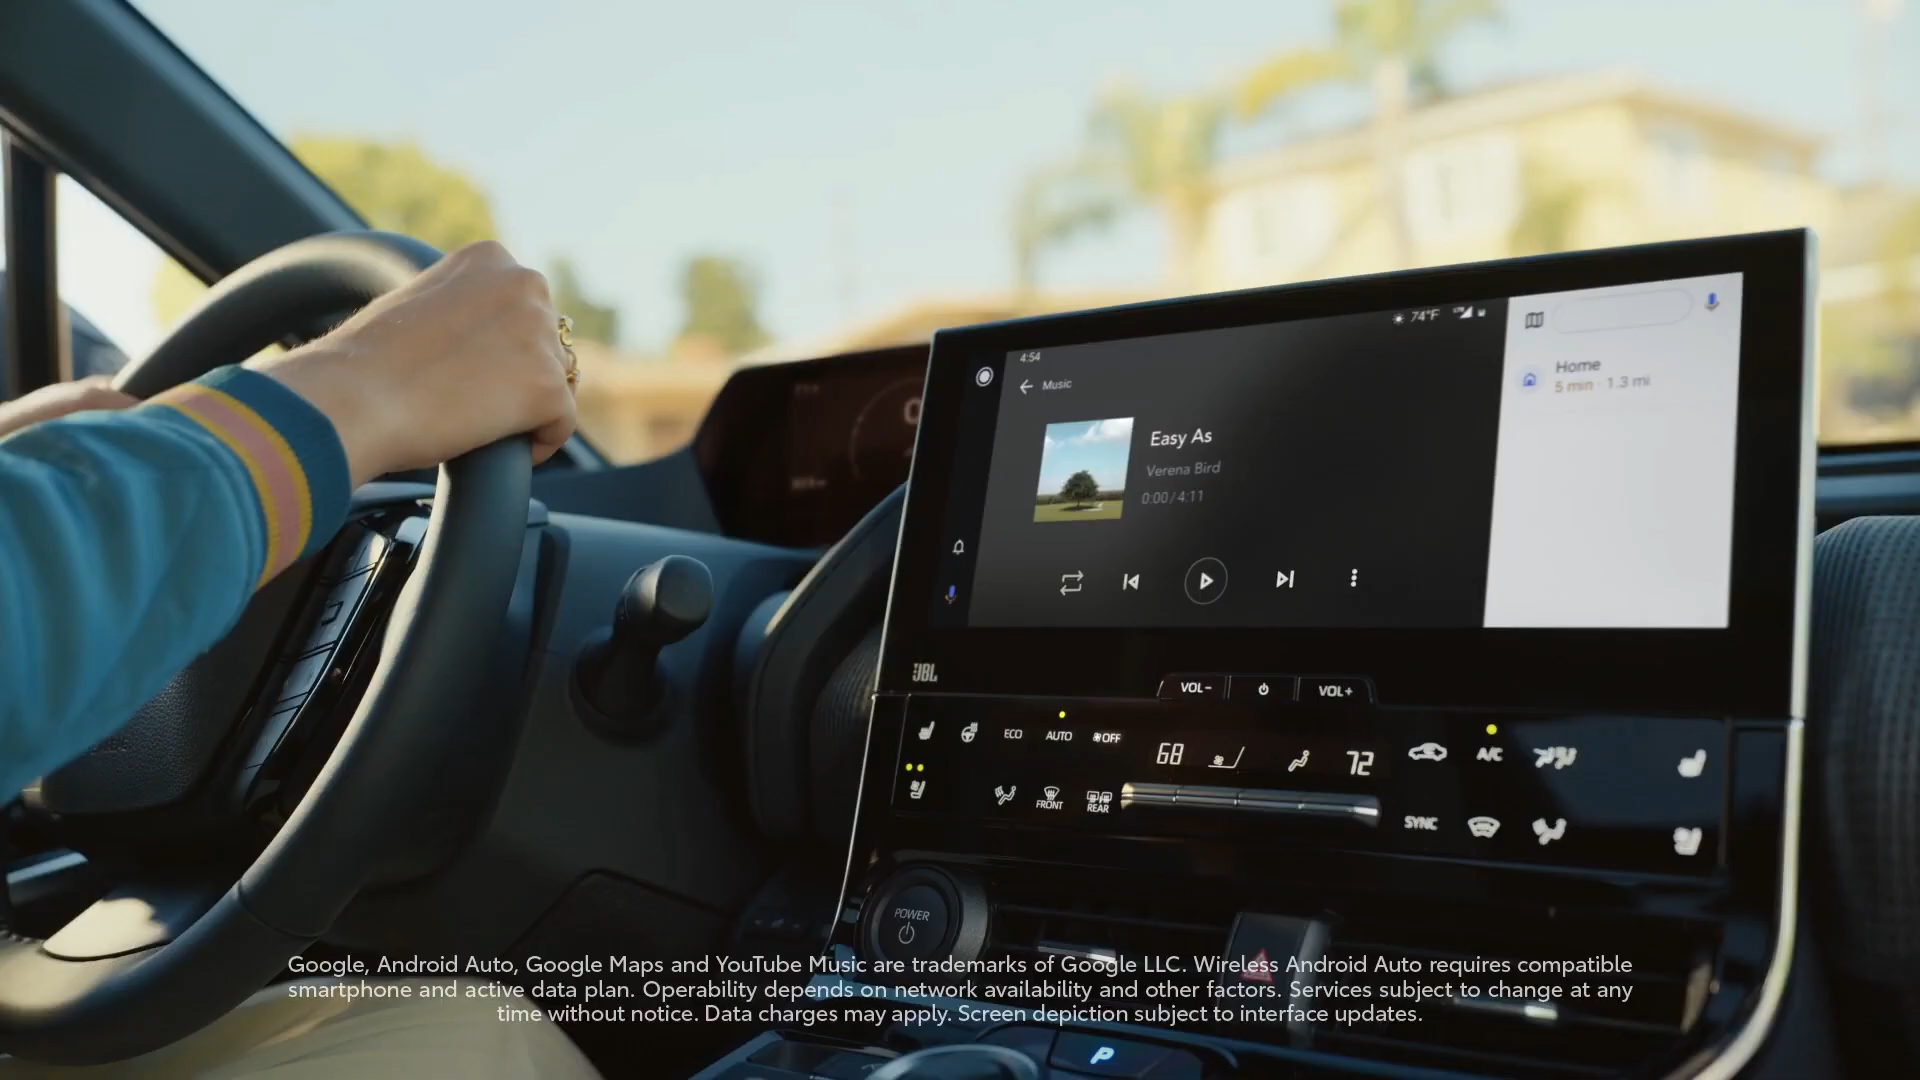 74°F
LTE
4:54
Music
Home
5 min · 1.3 mi
Easy As
Verena Bird
0:00/4:11
JBL
VOL- VOL+
ECO AUTO OFF 68 72 A/C
FRONT REAR SYNC
POWER
Google, Android Auto, Google Maps and YouTube Music are trademarks of Google LLC. Wireless Android Auto requires compatible
smartphone and active data plan. Operability depends on network availability and other factors. Services subject to change at any
time without notice. Data charges may apply. Screen depiction subject to interface updates.
P